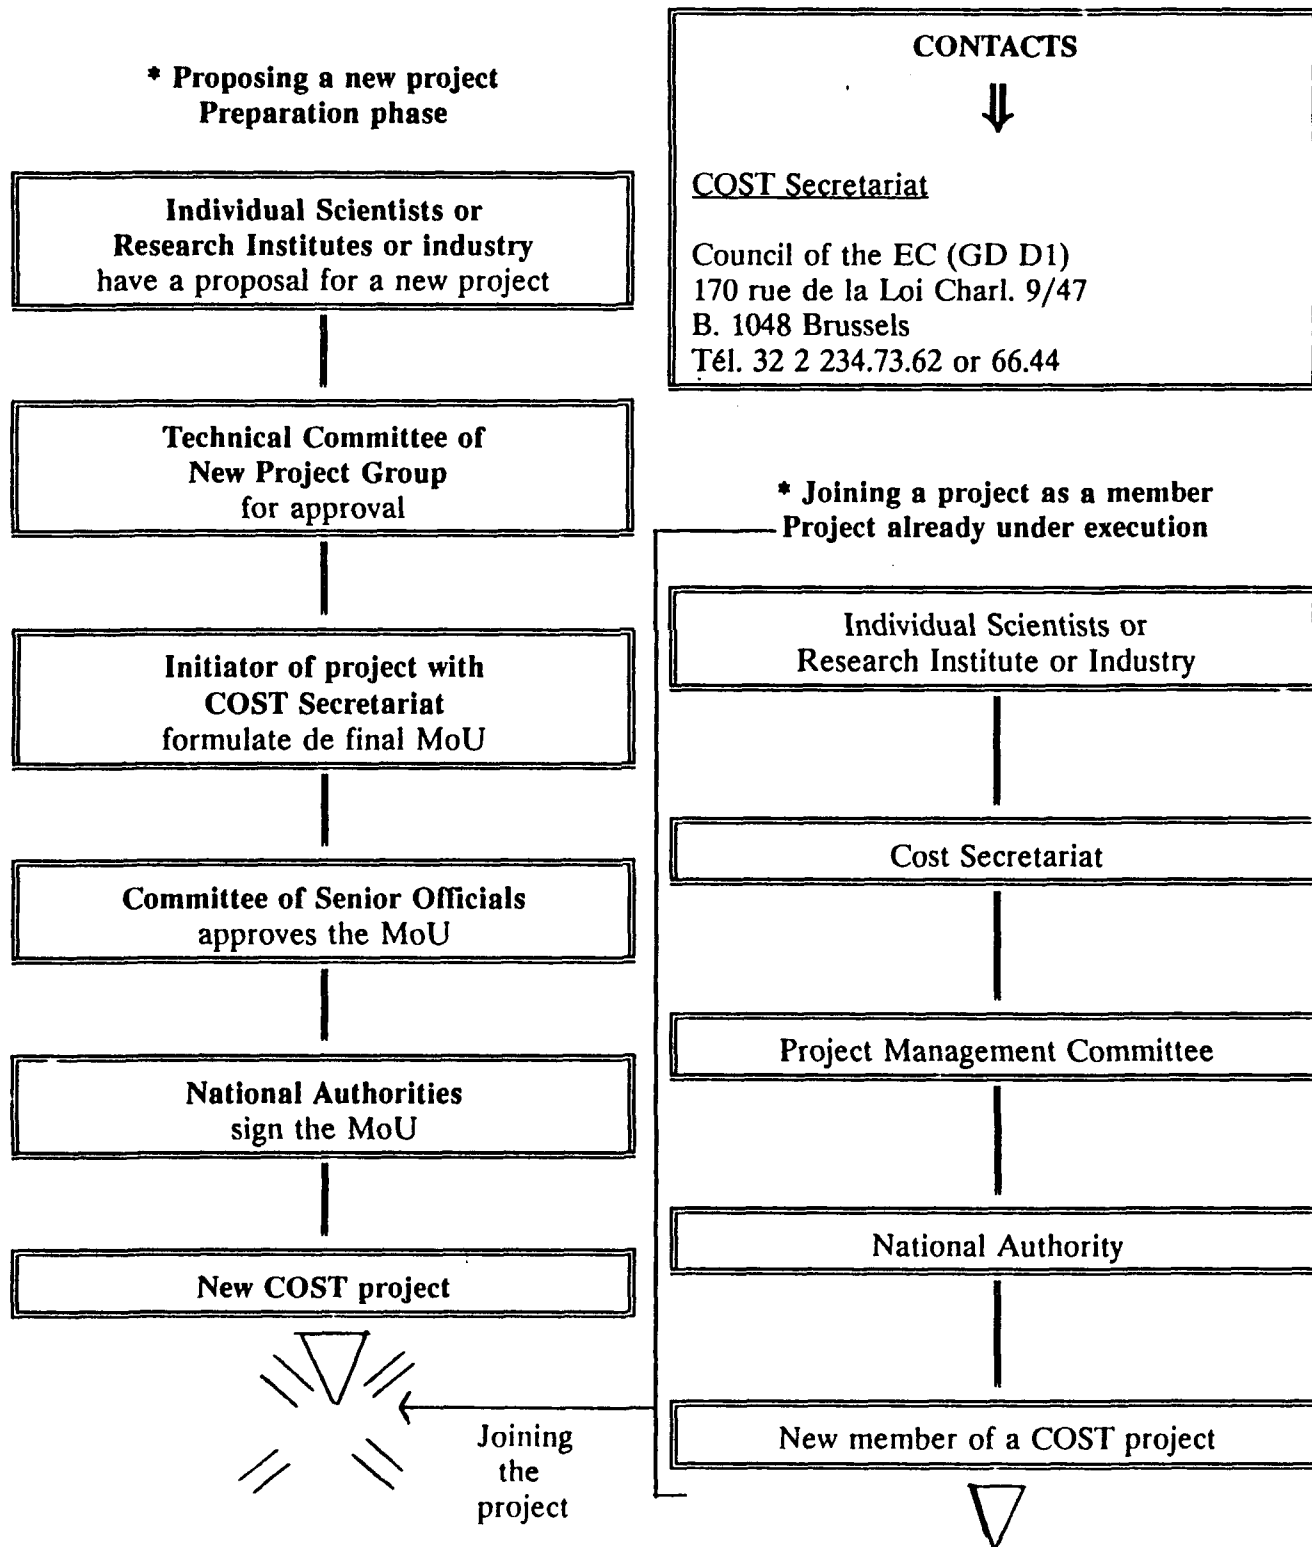 * Proposing a new project
Preparation phase
Individual Scientists or
Research Institutes or industry
have a proposal for a new project
Technical Committee of
New Project Group
for approval
Initiator of project with
COST Secretariat
formulate de final MoU
Committee of Senior Officials
approves the MoU
National Authorities
sign the MoU
New COST project
Joining
the
project
CONTACTS
COST Secretariat
Council of the EC (GD D1)
170 rue de la Loi Charl. 9/47
B. 1048 Brussels
Tél. 32 2 234.73.62 or 66.44
* Joining a project as a member
Project already under execution
Individual Scientists or
Research Institute or Industry
Cost Secretariat
Project Management Committee
National Authority
New member of a COST project